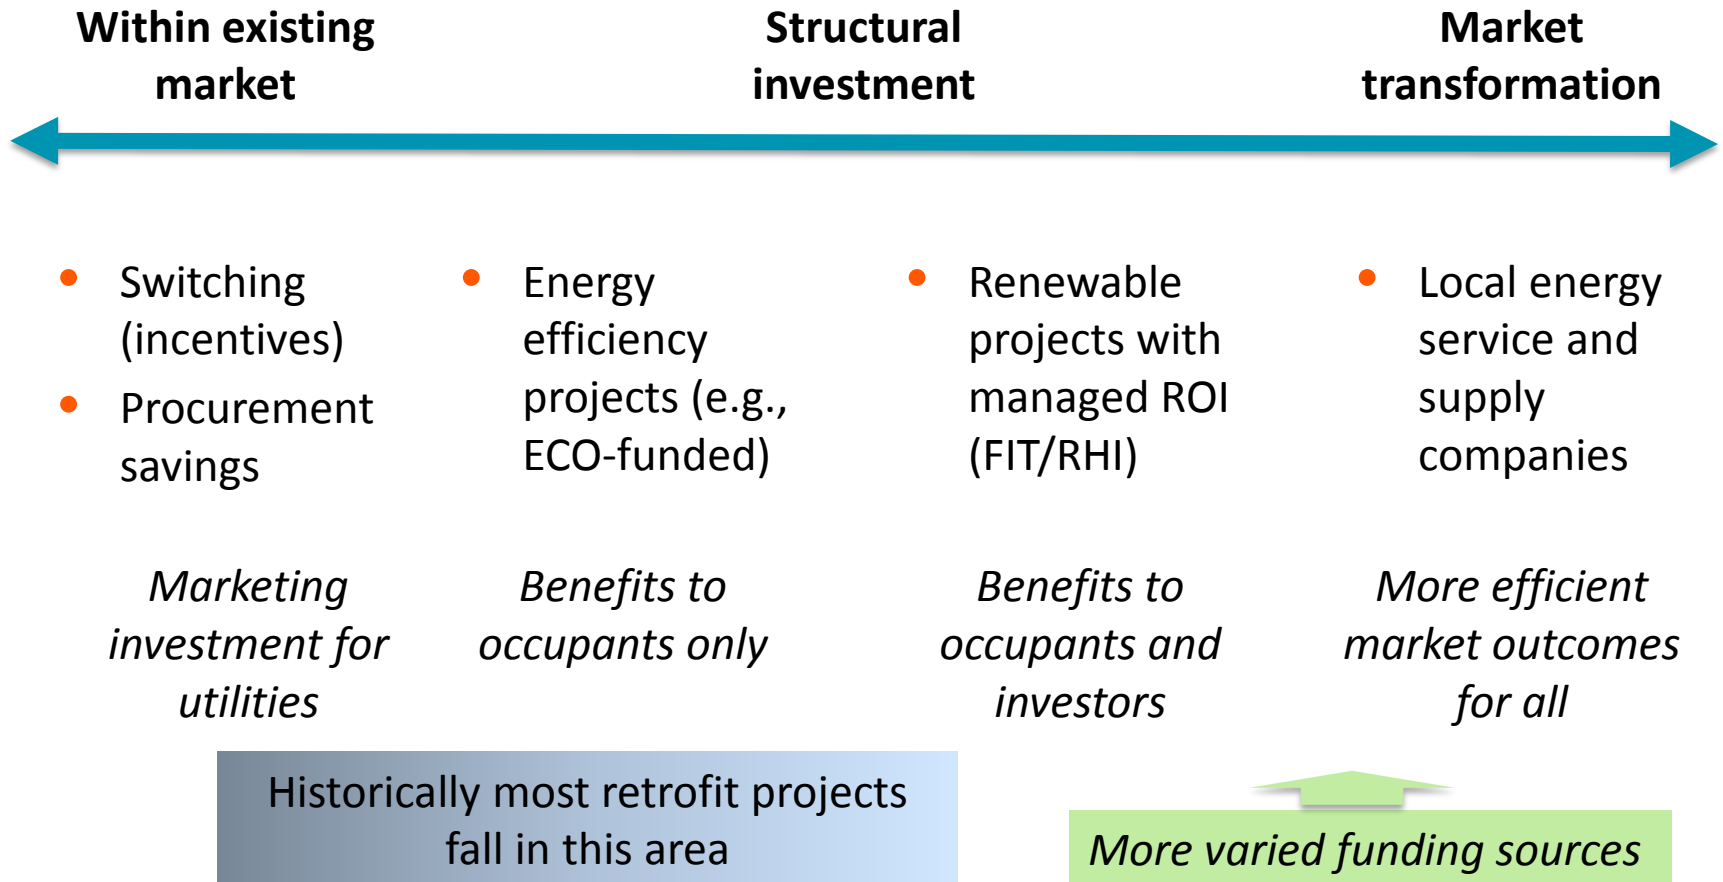 Within existing
market
Structural
investment
Market
transformation
• Switching
(incentives)
• Procurement
savings
• Energy
efficiency
projects (e.g.,
ECO-funded)
• Renewable
projects with
managed ROI
(FIT/RHI)
• Local energy
service and
supply
companies
Marketing
investment for
utilities
Benefits to
occupants only
Benefits to
occupants and
investors
More efficient
market outcomes
for all
Historically most retrofit projects
fall in this area
More varied funding sources